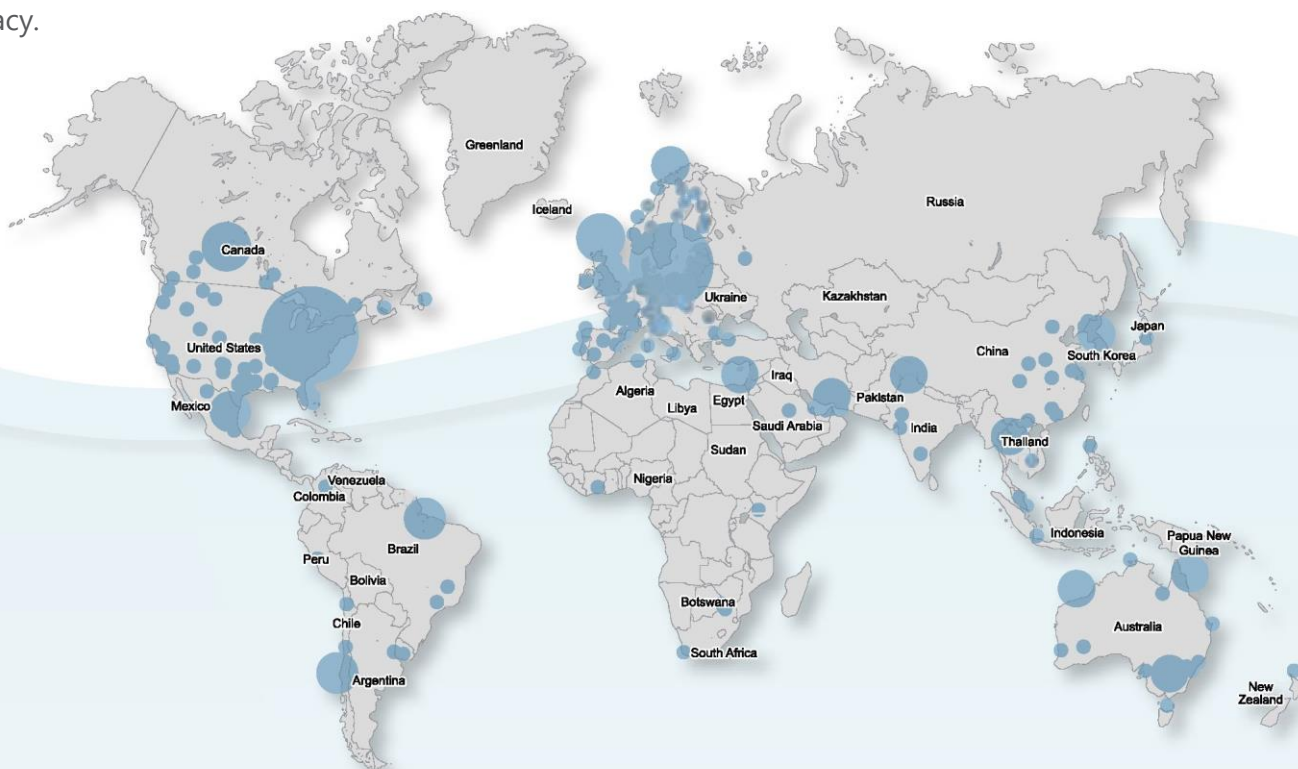 acy.
Greenland
Iceland
Russia
Canada
Ukraine
Kazakhstan
United States
Japan
China
South Korea
Mexico
Algeria
Libya
Egypt
Iraq
Pakistan
Saudi Arabia
India
Sudan
Thailand
Venezuela
Colombia
Nigeria
Brazil
Peru
Indonesia
Papua New
Guinea
Bolivia
Botswana
Chile
Australia
South Africa
Argentina
New
Zealand